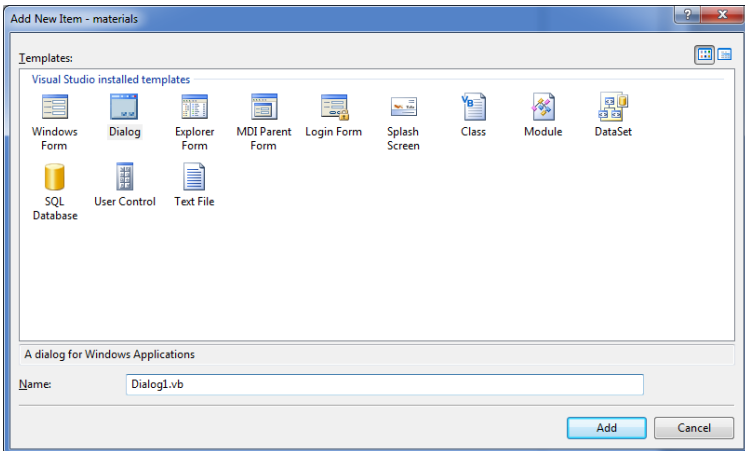 Add New Item - materials
Templates:
Visual Studio installed templates
Windows Form
Dialog
Explorer Form
MDI Parent Form
Login Form
Splash Screen
Class
Module
DataSet
SQL Database
User Control
Text File
A dialog for Windows Applications
Name: Dialog1.vb
Add Cancel